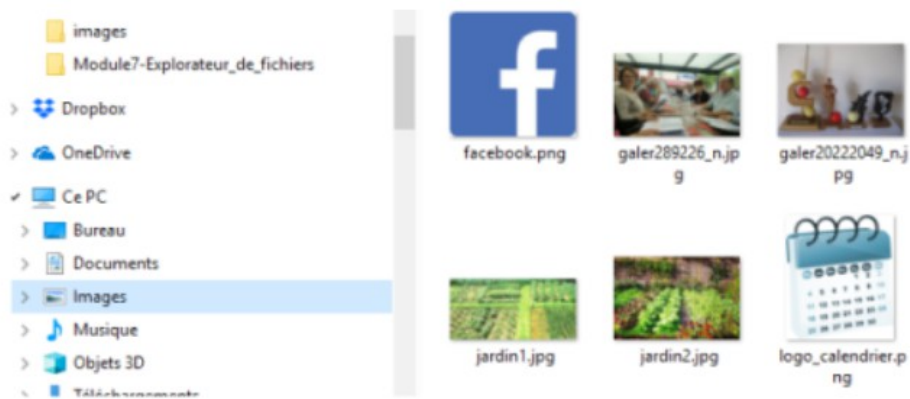 images
Module7-Explorateur_de_fichiers
Dropbox
OneDrive
Ce PC
Bureau
Documents
Images
Musique
Objets 3D
Téléchargements
facebook.png
galer289226_n.jp
g
galer20222049_n.j
pg
jardin1.jpg
jardin2.jpg
logo_calendrier.p
ng